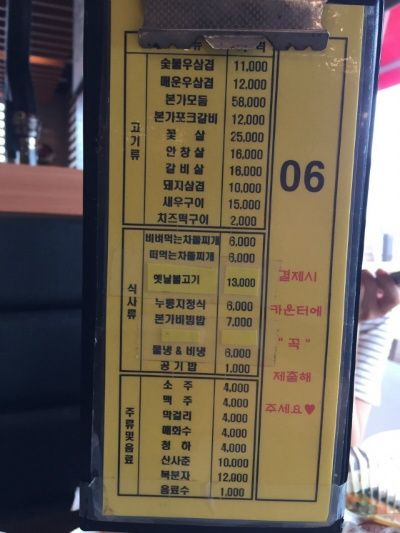 숯불우삼겹 11,000
매운우삼겹 12,000
본가모둠 58,000
본가포크갈비 12,000
꽃 살 25,000
안창살 16,000
갈비살 16,000
돼지삼겹 10,000
새우구이 15,000
치즈떡구이 2,000
고기류
비벼먹는차돌찌개 6,000
떠먹는차돌찌개 6,000
옛날불고기 13,000
누룽지정식 6,000
본가비빔밥 7,000
물냉 & 비냉 6,000
공기밥 1,000
식사류
소 주 4,000
맥 주 4,000
막걸리 4,000
매화수 4,000
청 하 4,000
산사춘 10,000
복분자 12,000
음료수 1,000
주류및음료
06
결제시
카운터에
" 꼭 "
제출해
주세요♥